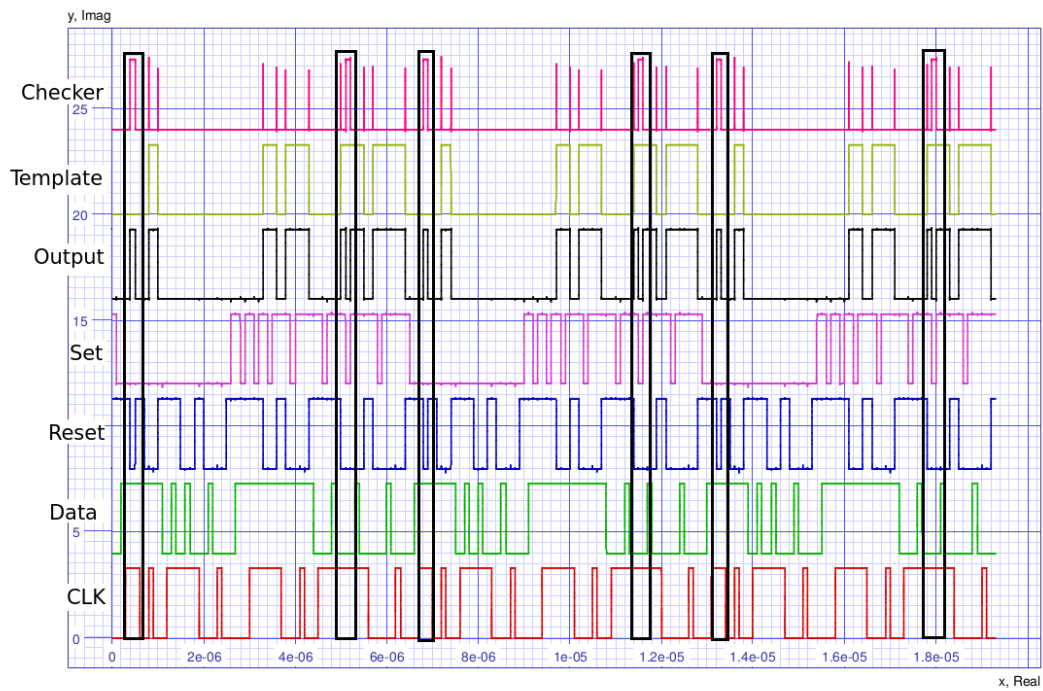 y, Imag
Checker
25
Template
20
Output
15
Set
Reset
Data
5
CLK
0
0 2e-06 4e-06 6e-06 8e-06 1e-05 1.2e-05 1.4e-05 1.6e-05 1.8e-05
x, Real